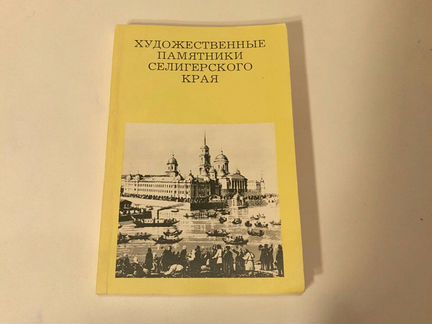 ХУДОЖЕСТВЕННЫЕ
ПАМЯТНИКИ
СЕЛИГЕРСКОГО
КРАЯ